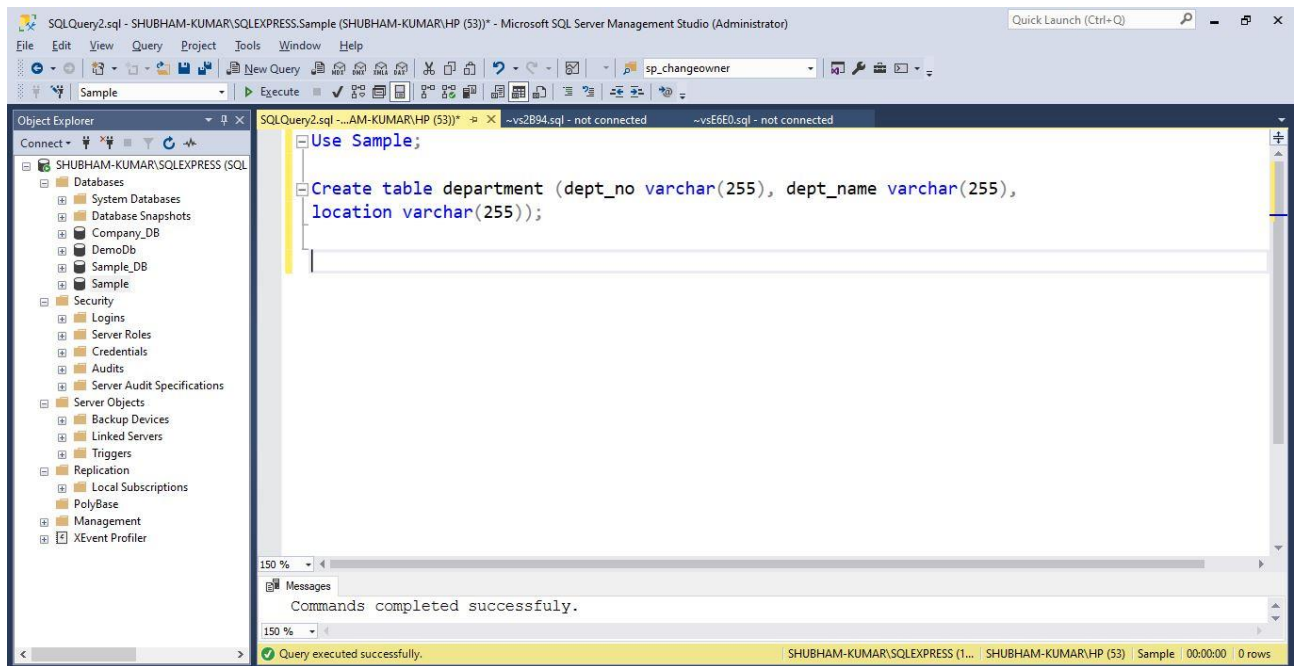 SQLQuery2.sql - SHUBHAM-KUMAR\SQLEXPRESS.Sample (SHUBHAM-KUMAR\HP (53))* - Microsoft SQL Server Management Studio (Administrator)
Quick Launch (Ctrl+Q)
File Edit View Query Project Tools Window Help
New Query MDX DMX XMLA DAX sp_changeowner
Sample Execute
Object Explorer
SQLQuery2.sql -...AM-KUMAR\HP (53))* ~vs2B94.sql - not connected ~vsE6E0.sql - not connected
Connect
SHUBHAM-KUMAR\SQLEXPRESS (SQL
Databases
System Databases
Database Snapshots
Company_DB
DemoDb
Sample_DB
Sample
Security
Logins
Server Roles
Credentials
Audits
Server Audit Specifications
Server Objects
Backup Devices
Linked Servers
Triggers
Replication
Local Subscriptions
PolyBase
Management
XEvent Profiler
Use Sample;
Create table department (dept_no varchar(255), dept_name varchar(255),
location varchar(255));
150 %
Messages
Commands completed successfuly.
150 %
Query executed successfully.
SHUBHAM-KUMAR\SQLEXPRESS (1... SHUBHAM-KUMAR\HP (53) Sample 00:00:00 0 rows